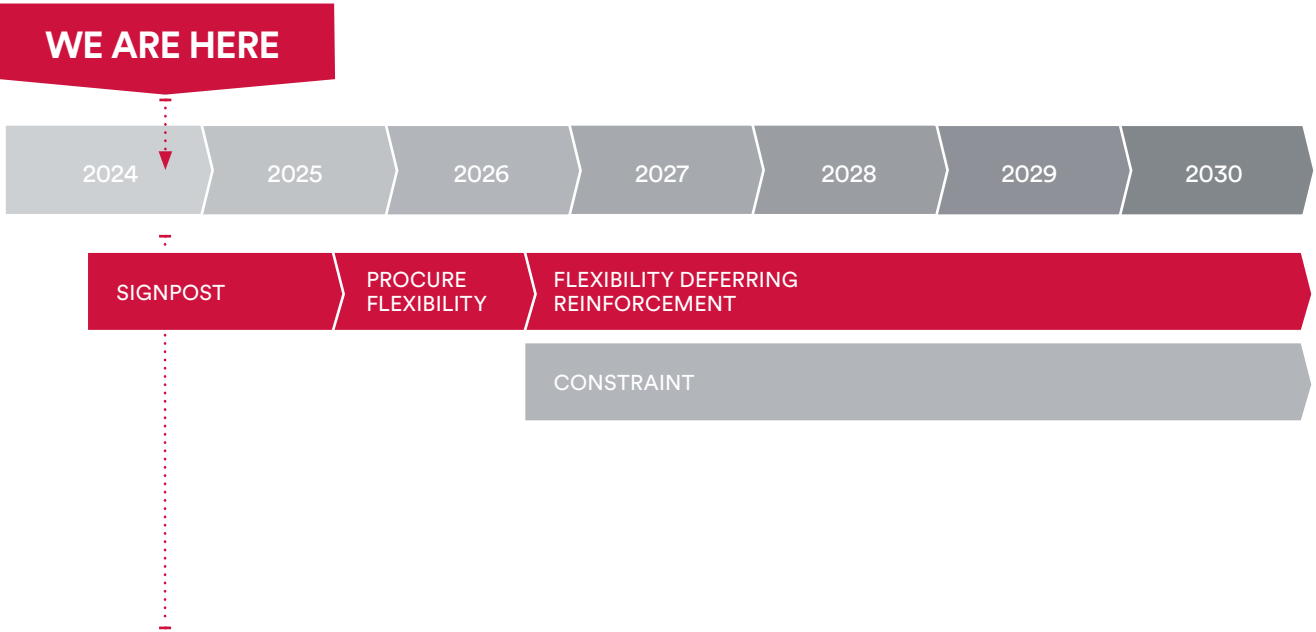 WE ARE HERE
2024
2025
2026
2027
2028
2029
2030
SIGNPOST
PROCURE
FLEXIBILITY
FLEXIBILITY DEFERRING
REINFORCEMENT
CONSTRAINT